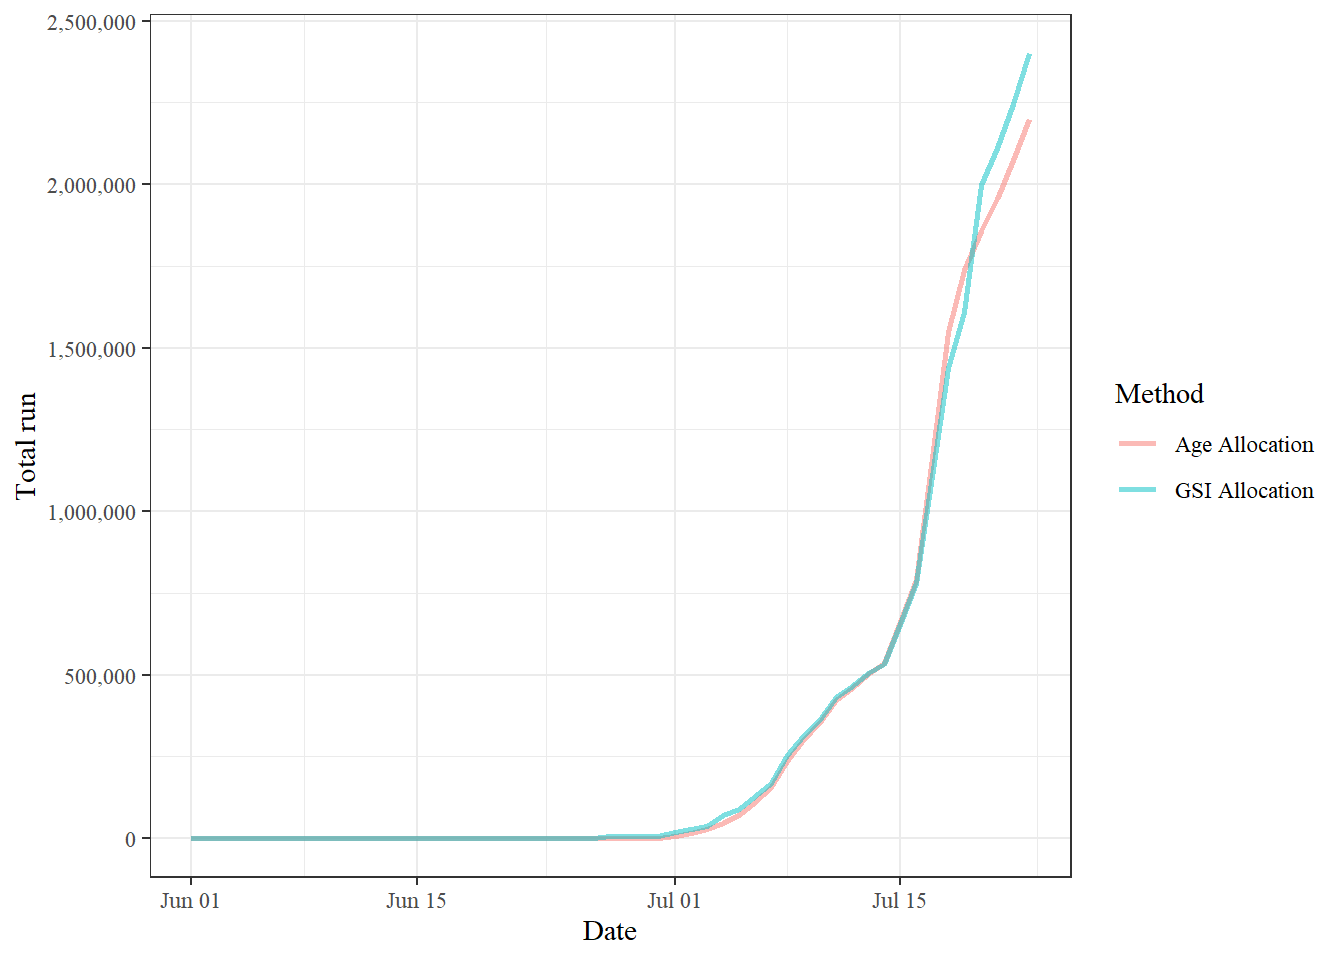 2,500,000
2,000,000
1,500,000
1,000,000
500,000
0
Total run
Jun 01
Jun 15
Jul 01
Jul 15
Date
Method
Age Allocation
GSI Allocation